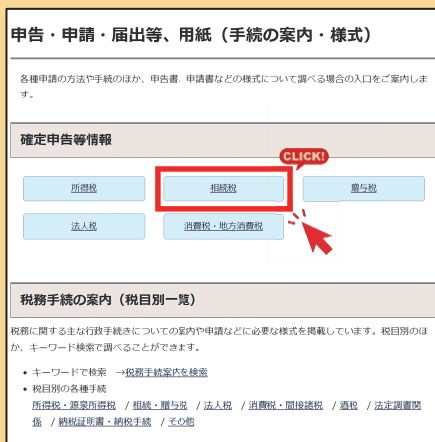 申告・申請・届出等、用紙（手続の案内・様式）
各種申請の方法や手続のほか、申告書、申請書などの様式について調べる場合の入口をご案内しま
す。
確定申告等情報
CLICK!
所得税 相続税 贈与税
法人税 消費税・地方消費税
税務手続の案内（税目別一覧）
税務に関する主な行政手続きについての案内や申請などに必要な様式を掲載しています。税目別のほ
か、キーワード検索で調べることができます。
• キーワードで検索 →税務手続案内を検索
• 税目別の各種手続
所得税・源泉所得税 / 相続・贈与税 / 法人税 / 消費税・間接諸税 / 酒税 / 法定調書関
係 / 納税証明書・納税手続 / その他